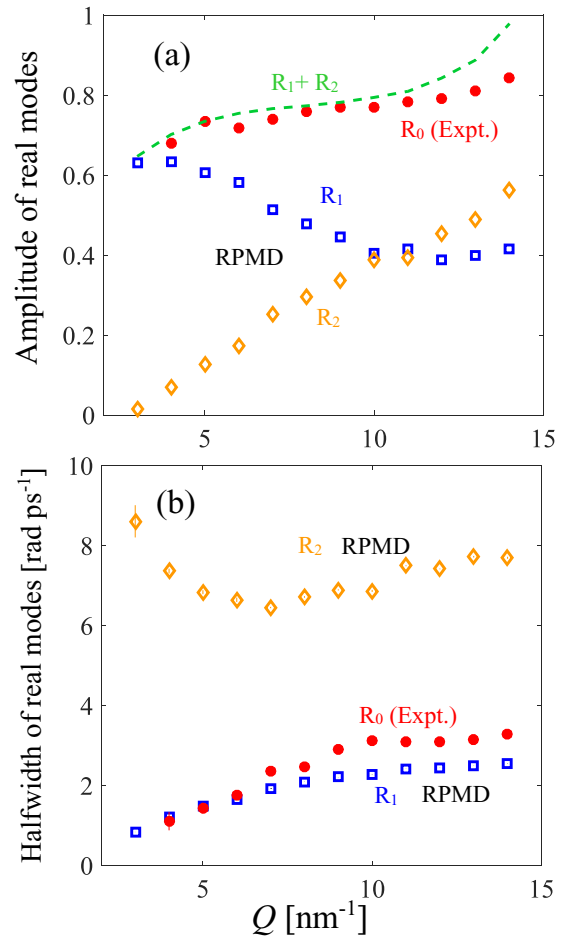 Amplitude of real modes
1
0.8
0.6
0.4
0.2
0
(a)
R₁+ R₂
R₀ (Expt.)
R₁
RPMD
R₂
5
10
15
Halfwidth of real modes [rad ps⁻¹]
10
8
6
4
2
0
(b)
R₂ RPMD
R₀ (Expt.)
R₁ RPMD
5
10
15
Q [nm⁻¹]